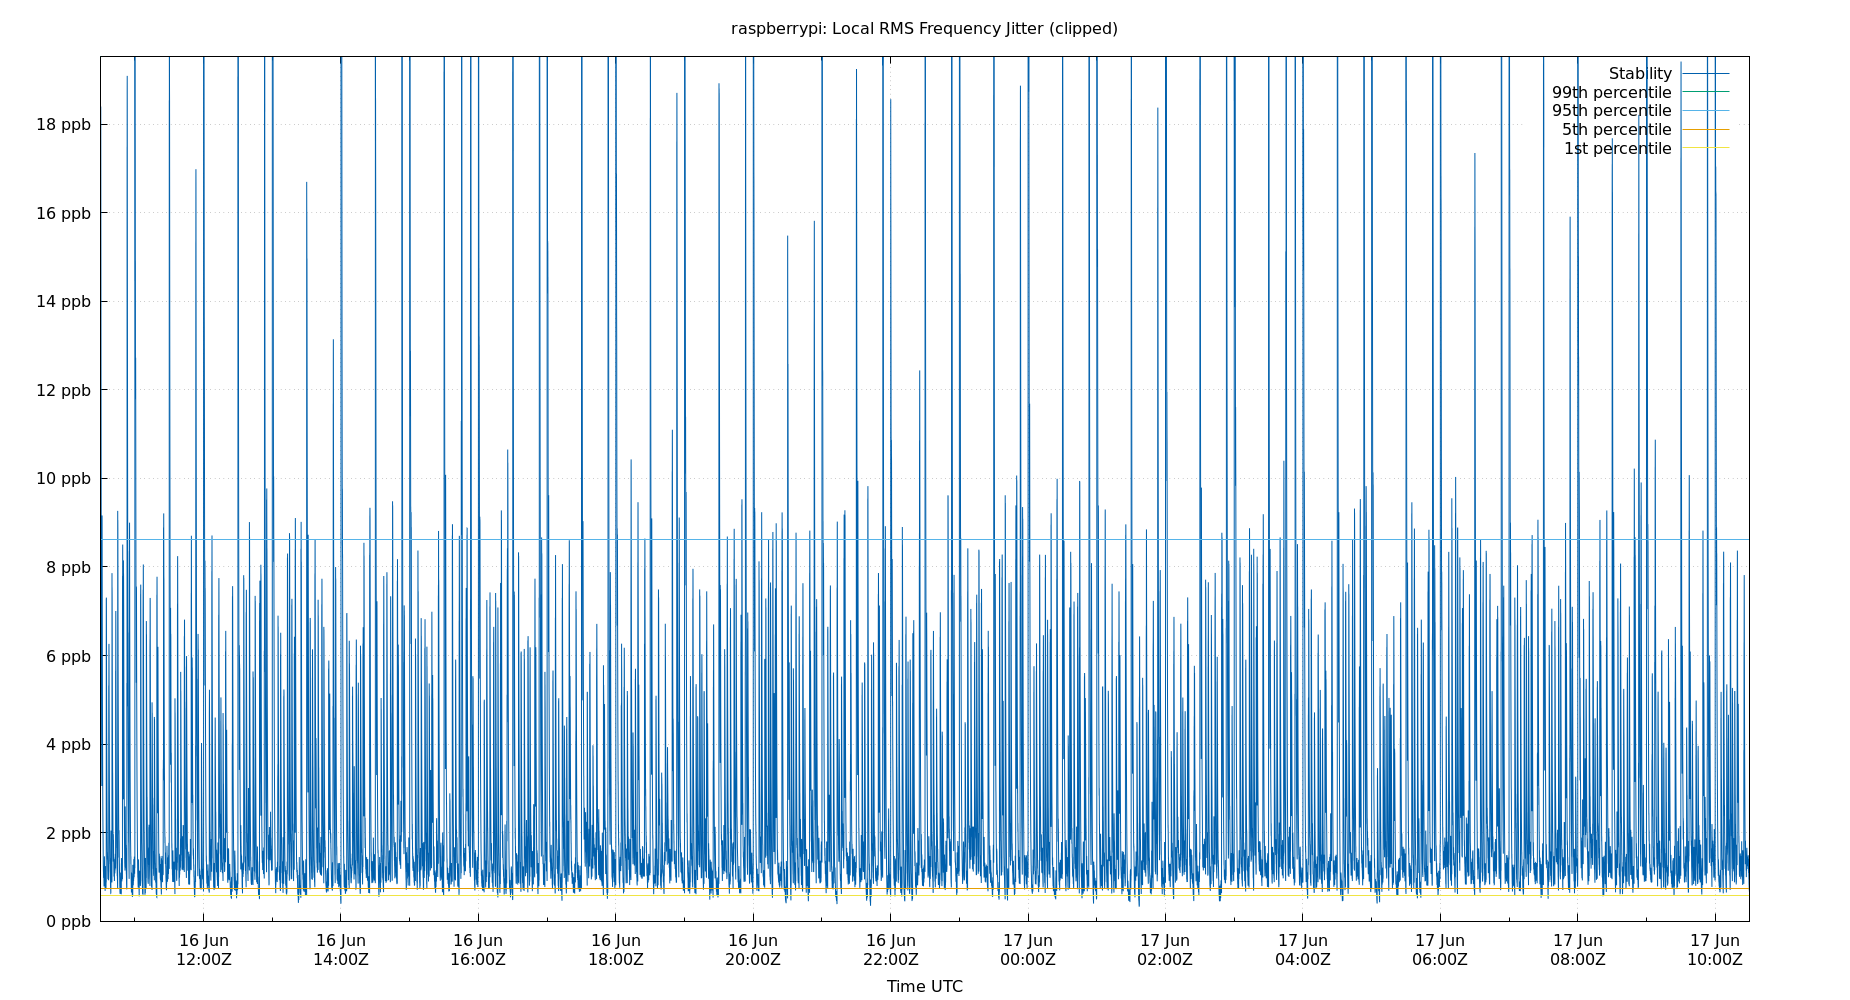 raspberrypi: Local RMS Frequency Jitter (clipped)
Stability
99th percentile
95th percentile
5th percentile
1st percentile
18 ppb
16 ppb
14 ppb
12 ppb
10 ppb
8 ppb
6 ppb
4 ppb
2 ppb
0 ppb
16 Jun 16 Jun 16 Jun 16 Jun 16 Jun 16 Jun 17 Jun 17 Jun 17 Jun 17 Jun 17 Jun 17 Jun
12:00Z 14:00Z 16:00Z 18:00Z 20:00Z 22:00Z 00:00Z 02:00Z 04:00Z 06:00Z 08:00Z 10:00Z
Time UTC